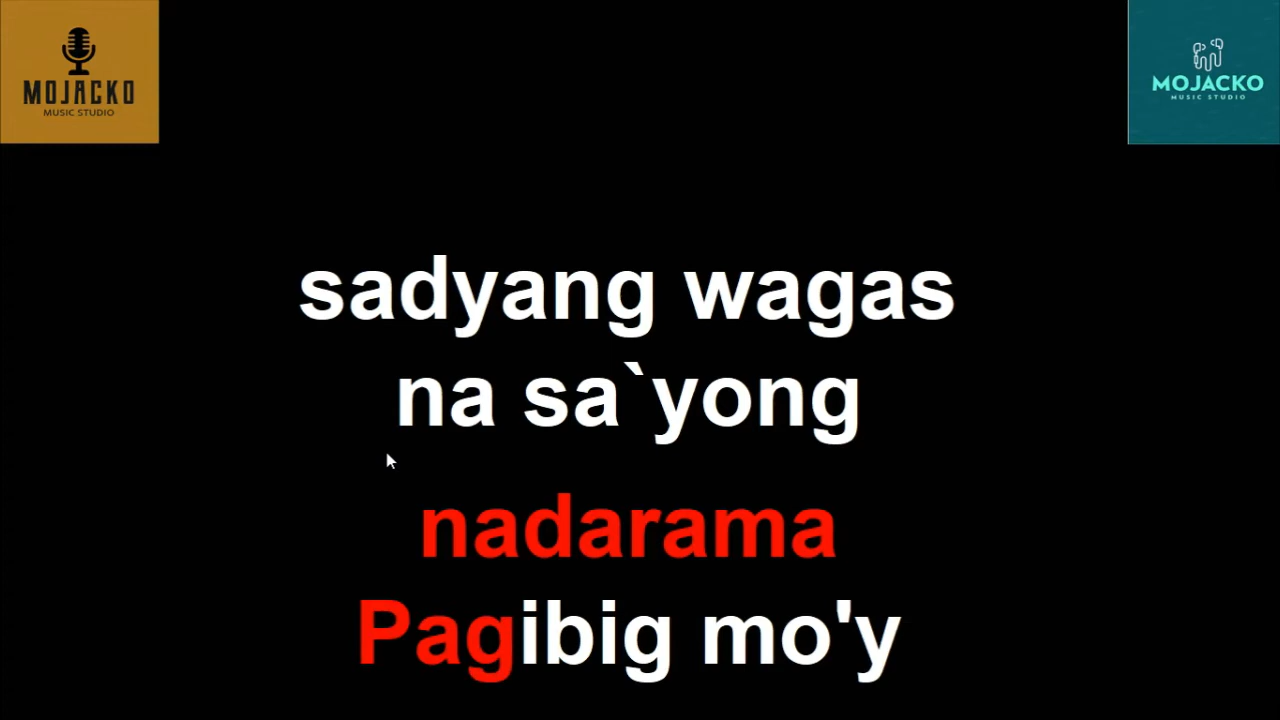 MOJACKO
MUSIC STUDIO
MOJACKO
MUSIC STUDIO
sadyang wagas
na sa`yong
nadarama
Pagibig mo'y